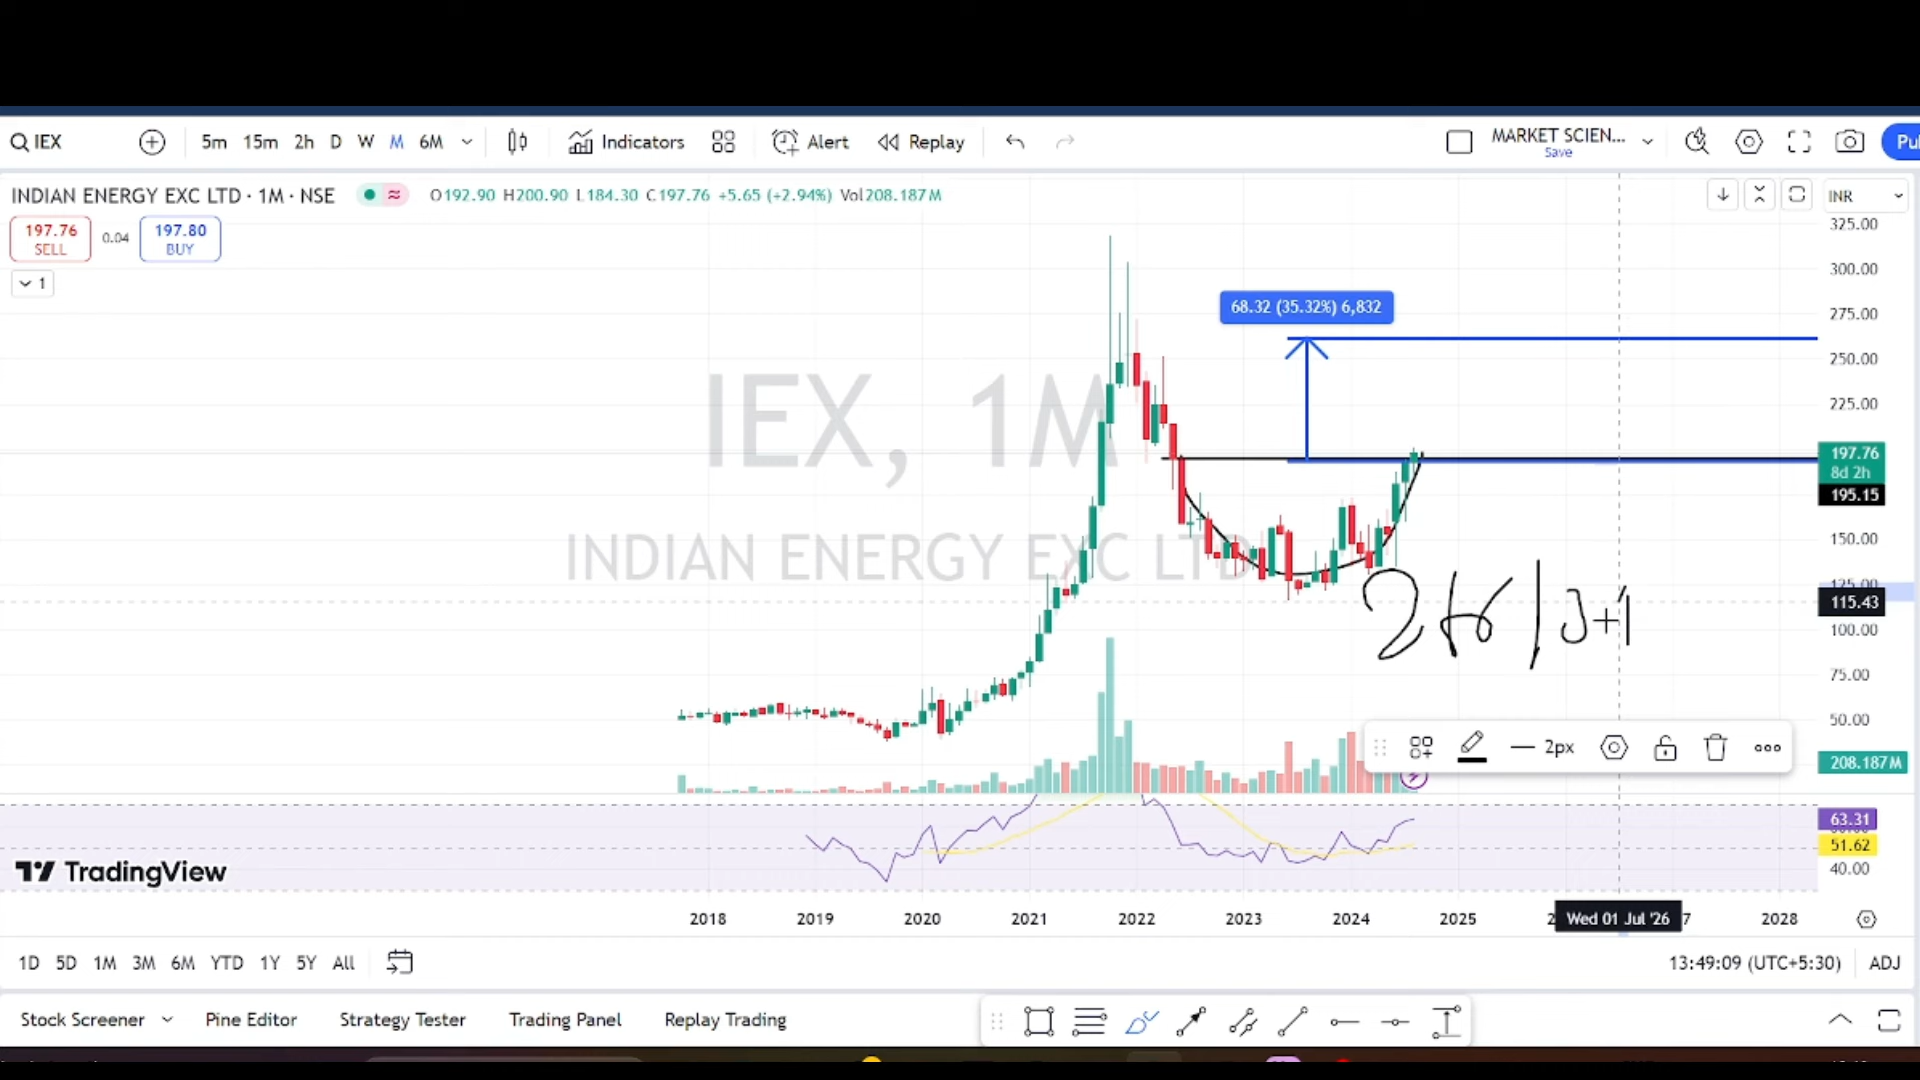 IEX
5m 15m 2h D W M 6M
Indicators
Alert
Replay
MARKET SCIEN...
Save
Pu
INDIAN ENERGY EXC LTD · 1M · NSE
O192.90 H200.90 L184.30 C197.76 +5.65 (+2.94%) Vol208.187M
INR
197.76
SELL
0.04
197.80
BUY
1
325.00
300.00
275.00
250.00
225.00
197.76
8d 2h
195.15
150.00
125.00
115.43
100.00
75.00
50.00
208.187M
68.32 (35.32%) 6,832
IEX, 1M
INDIAN ENERGY EXC LTD
2px
63.31
51.62
40.00
TradingView
2018 2019 2020 2021 2022 2023 2024 2025 Wed 01 Jul '26 7 2028
1D 5D 1M 3M 6M YTD 1Y 5Y All
13:49:09 (UTC+5:30) ADJ
Stock Screener Pine Editor Strategy Tester Trading Panel Replay Trading